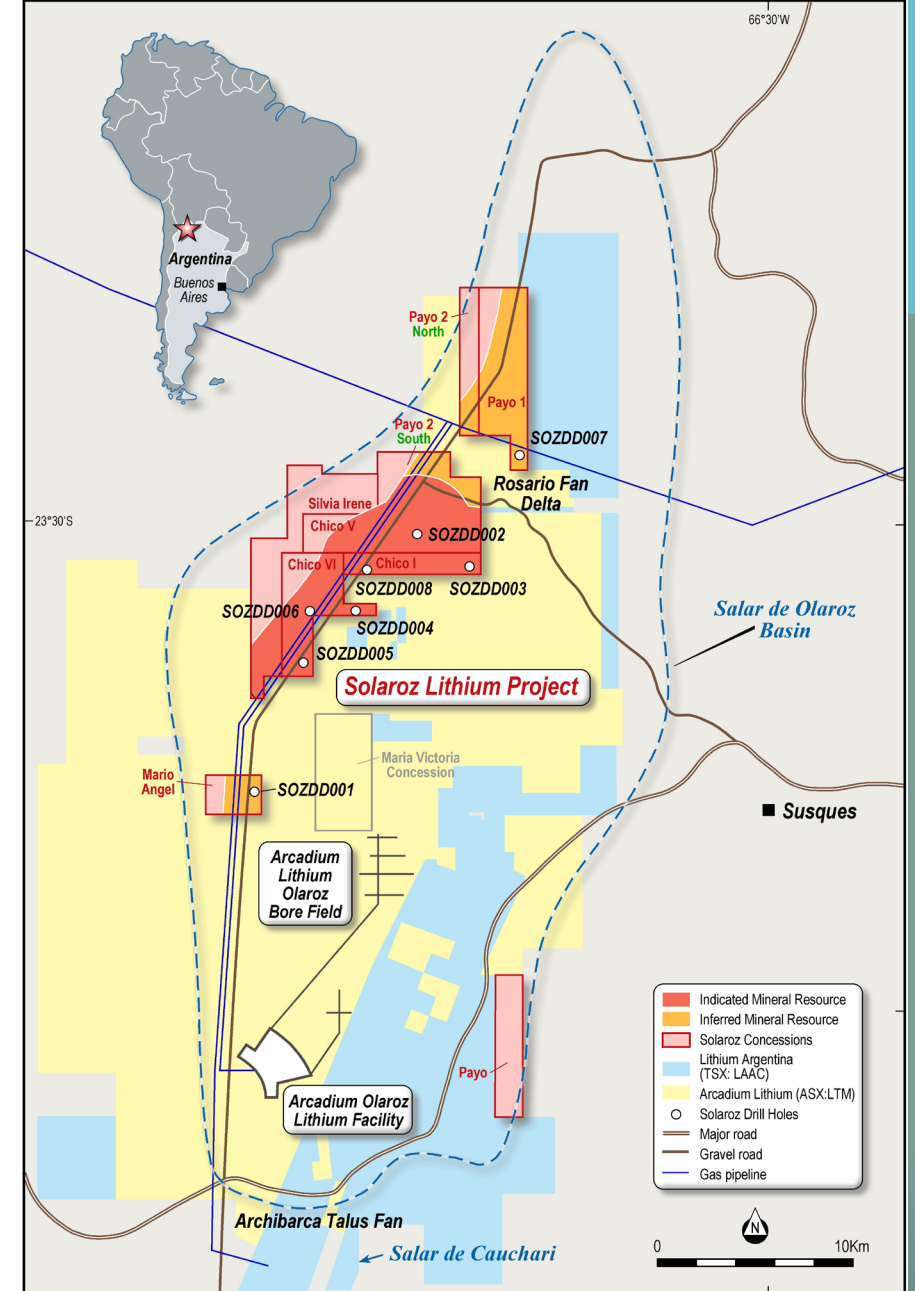 66°30'W
Argentina
Buenos
Aires
Payo 2
North
Payo 1
SOZDD007
Payo 2
South
Rosario Fan
Delta
Silvia Irene
23°30'S
Chico V
SOZDD002
Chico VI
Chico I
SOZDD008
SOZDD003
SOZDD006
SOZDD004
Salar de Olaroz
Basin
SOZDD005
Solaroz Lithium Project
Maria Victoria
Concession
Mario
Angel
SOZDD001
Susques
Arcadium
Lithium
Olaroz
Bore Field
Indicated Mineral Resource
Inferred Mineral Resource
Solaroz Concessions
Lithium Argentina
(TSX: LAAC)
Arcadium Lithium (ASX:LTM)
Solaroz Drill Holes
Major road
Gravel road
Gas pipeline
Payo
Arcadium Olaroz
Lithium Facility
Archibarca Talus Fan
Salar de Cauchari
N
0
10Km